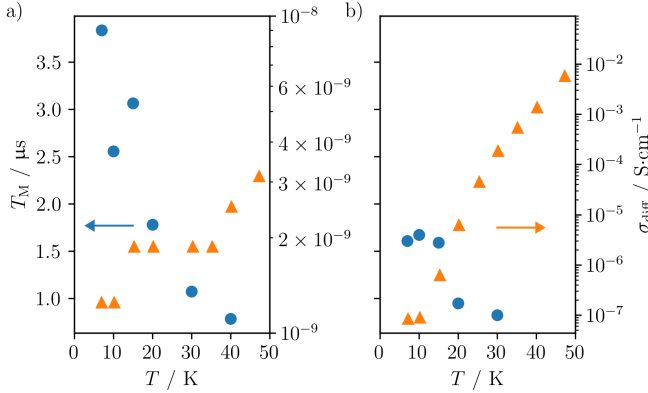 a)
b)
10⁻⁸
6 × 10⁻⁹
4 × 10⁻⁹
3 × 10⁻⁹
2 × 10⁻⁹
10⁻⁹
3.5
3.0
2.5
2.0
1.5
1.0
T_M / µs
0 10 20 30 40 50
T / K
10⁻²
10⁻³
10⁻⁴
10⁻⁵
10⁻⁶
10⁻⁷
σ_diff / S·cm⁻¹
0 10 20 30 40 50
T / K